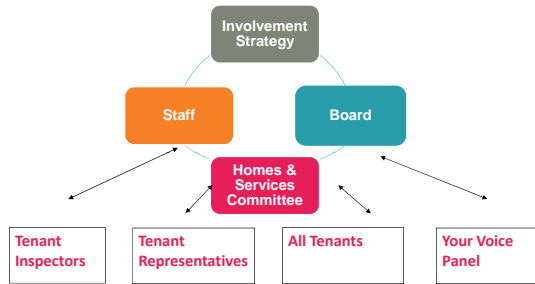 Involvement
Strategy
Staff
Board
Homes &
Services
Committee
Tenant
Inspectors
Tenant
Representatives
All Tenants
Your Voice
Panel